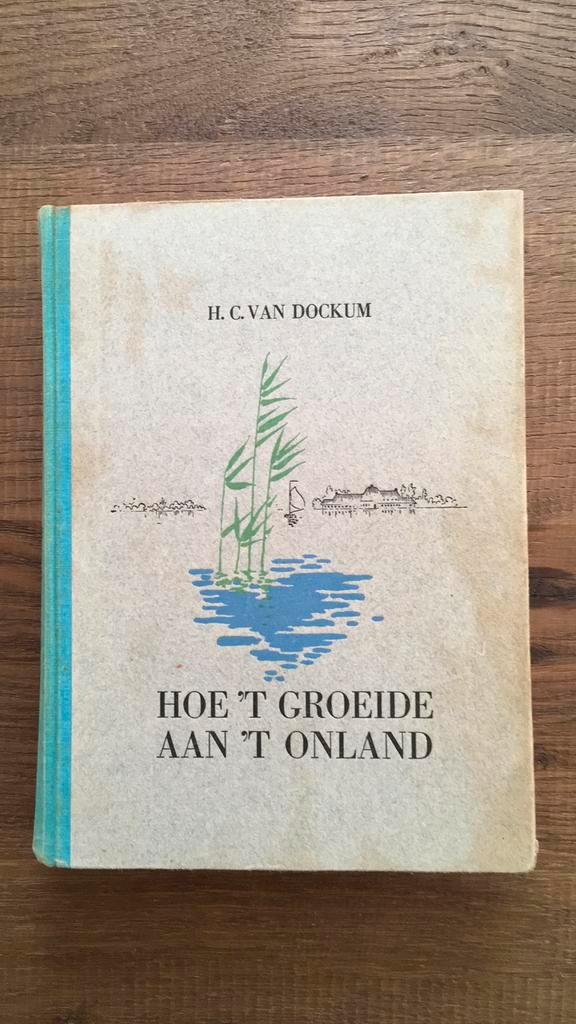 H. C. VAN DOCKUM
HOE 'T GROEIDE
AAN 'T ONLAND